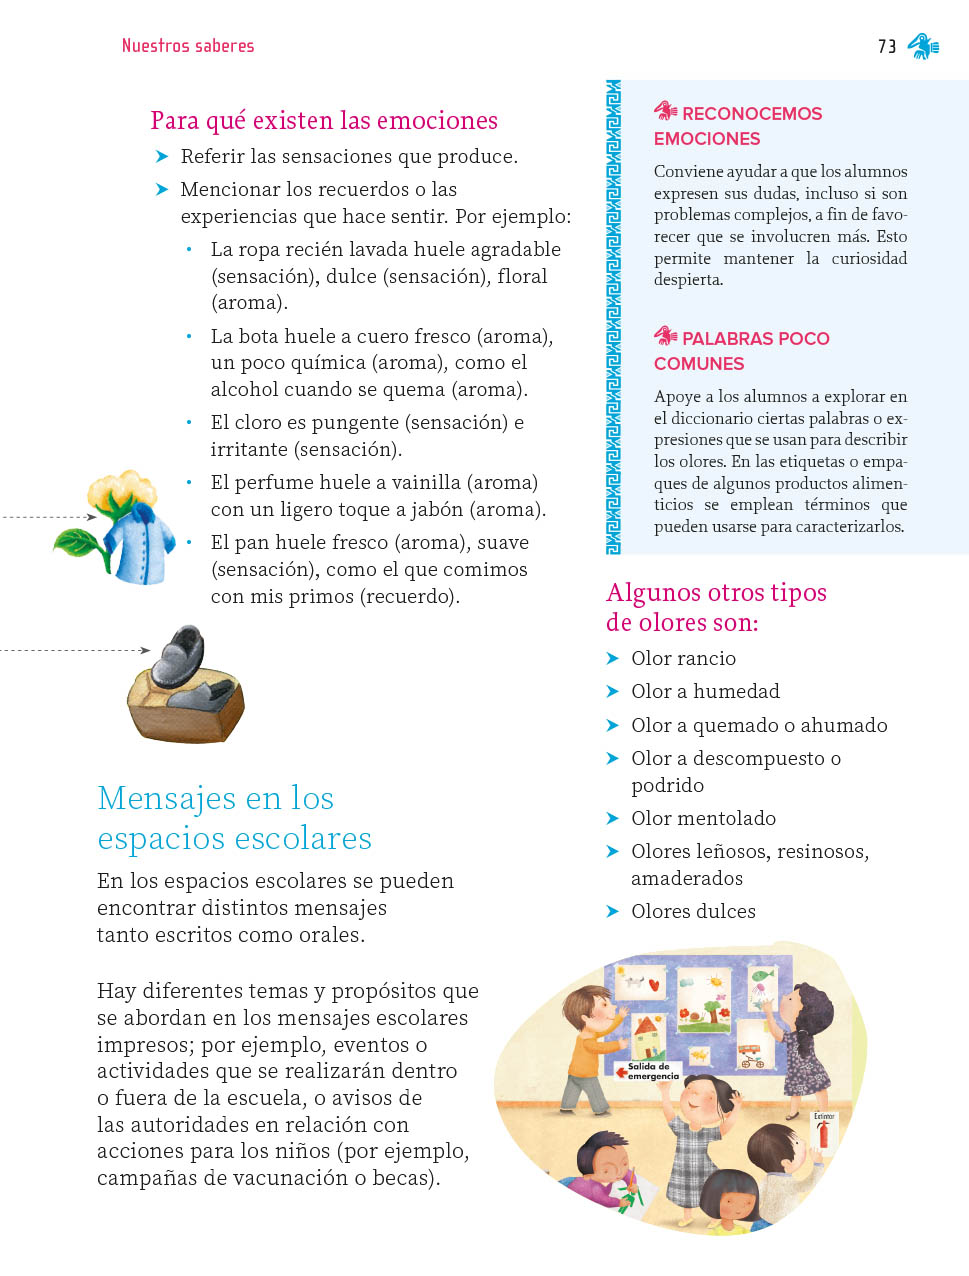 Nuestros saberes
73
Para qué existen las emociones
Referir las sensaciones que produce.
Mencionar los recuerdos o las
experiencias que hace sentir. Por ejemplo:
La ropa recién lavada huele agradable
(sensación), dulce (sensación), floral
(aroma).
La bota huele a cuero fresco (aroma),
un poco química (aroma), como el
alcohol cuando se quema (aroma).
El cloro es pungente (sensación) e
irritante (sensación).
El perfume huele a vainilla (aroma)
con un ligero toque a jabón (aroma).
El pan huele fresco (aroma), suave
(sensación), como el que comimos
con mis primos (recuerdo).
Mensajes en los
espacios escolares
En los espacios escolares se pueden
encontrar distintos mensajes
tanto escritos como orales.
Hay diferentes temas y propósitos que
se abordan en los mensajes escolares
impresos; por ejemplo, eventos o
actividades que se realizarán dentro
o fuera de la escuela, o avisos de
las autoridades en relación con
acciones para los niños (por ejemplo,
campañas de vacunación o becas).
RECONOCEMOS
EMOCIONES
Conviene ayudar a que los alumnos
expresen sus dudas, incluso si son
problemas complejos, a fin de favo-
recer que se involucren más. Esto
permite mantener la curiosidad
despierta.
PALABRAS POCO
COMUNES
Apoye a los alumnos a explorar en
el diccionario ciertas palabras o ex-
presiones que se usan para describir
los olores. En las etiquetas o empa-
ques de algunos productos alimen-
ticios se emplean términos que
pueden usarse para caracterizarlos.
Algunos otros tipos
de olores son:
Olor rancio
Olor a humedad
Olor a quemado o ahumado
Olor a descompuesto o
podrido
Olor mentolado
Olores leñosos, resinosos,
amaderados
Olores dulces
Salida de
emergencia
Extintor